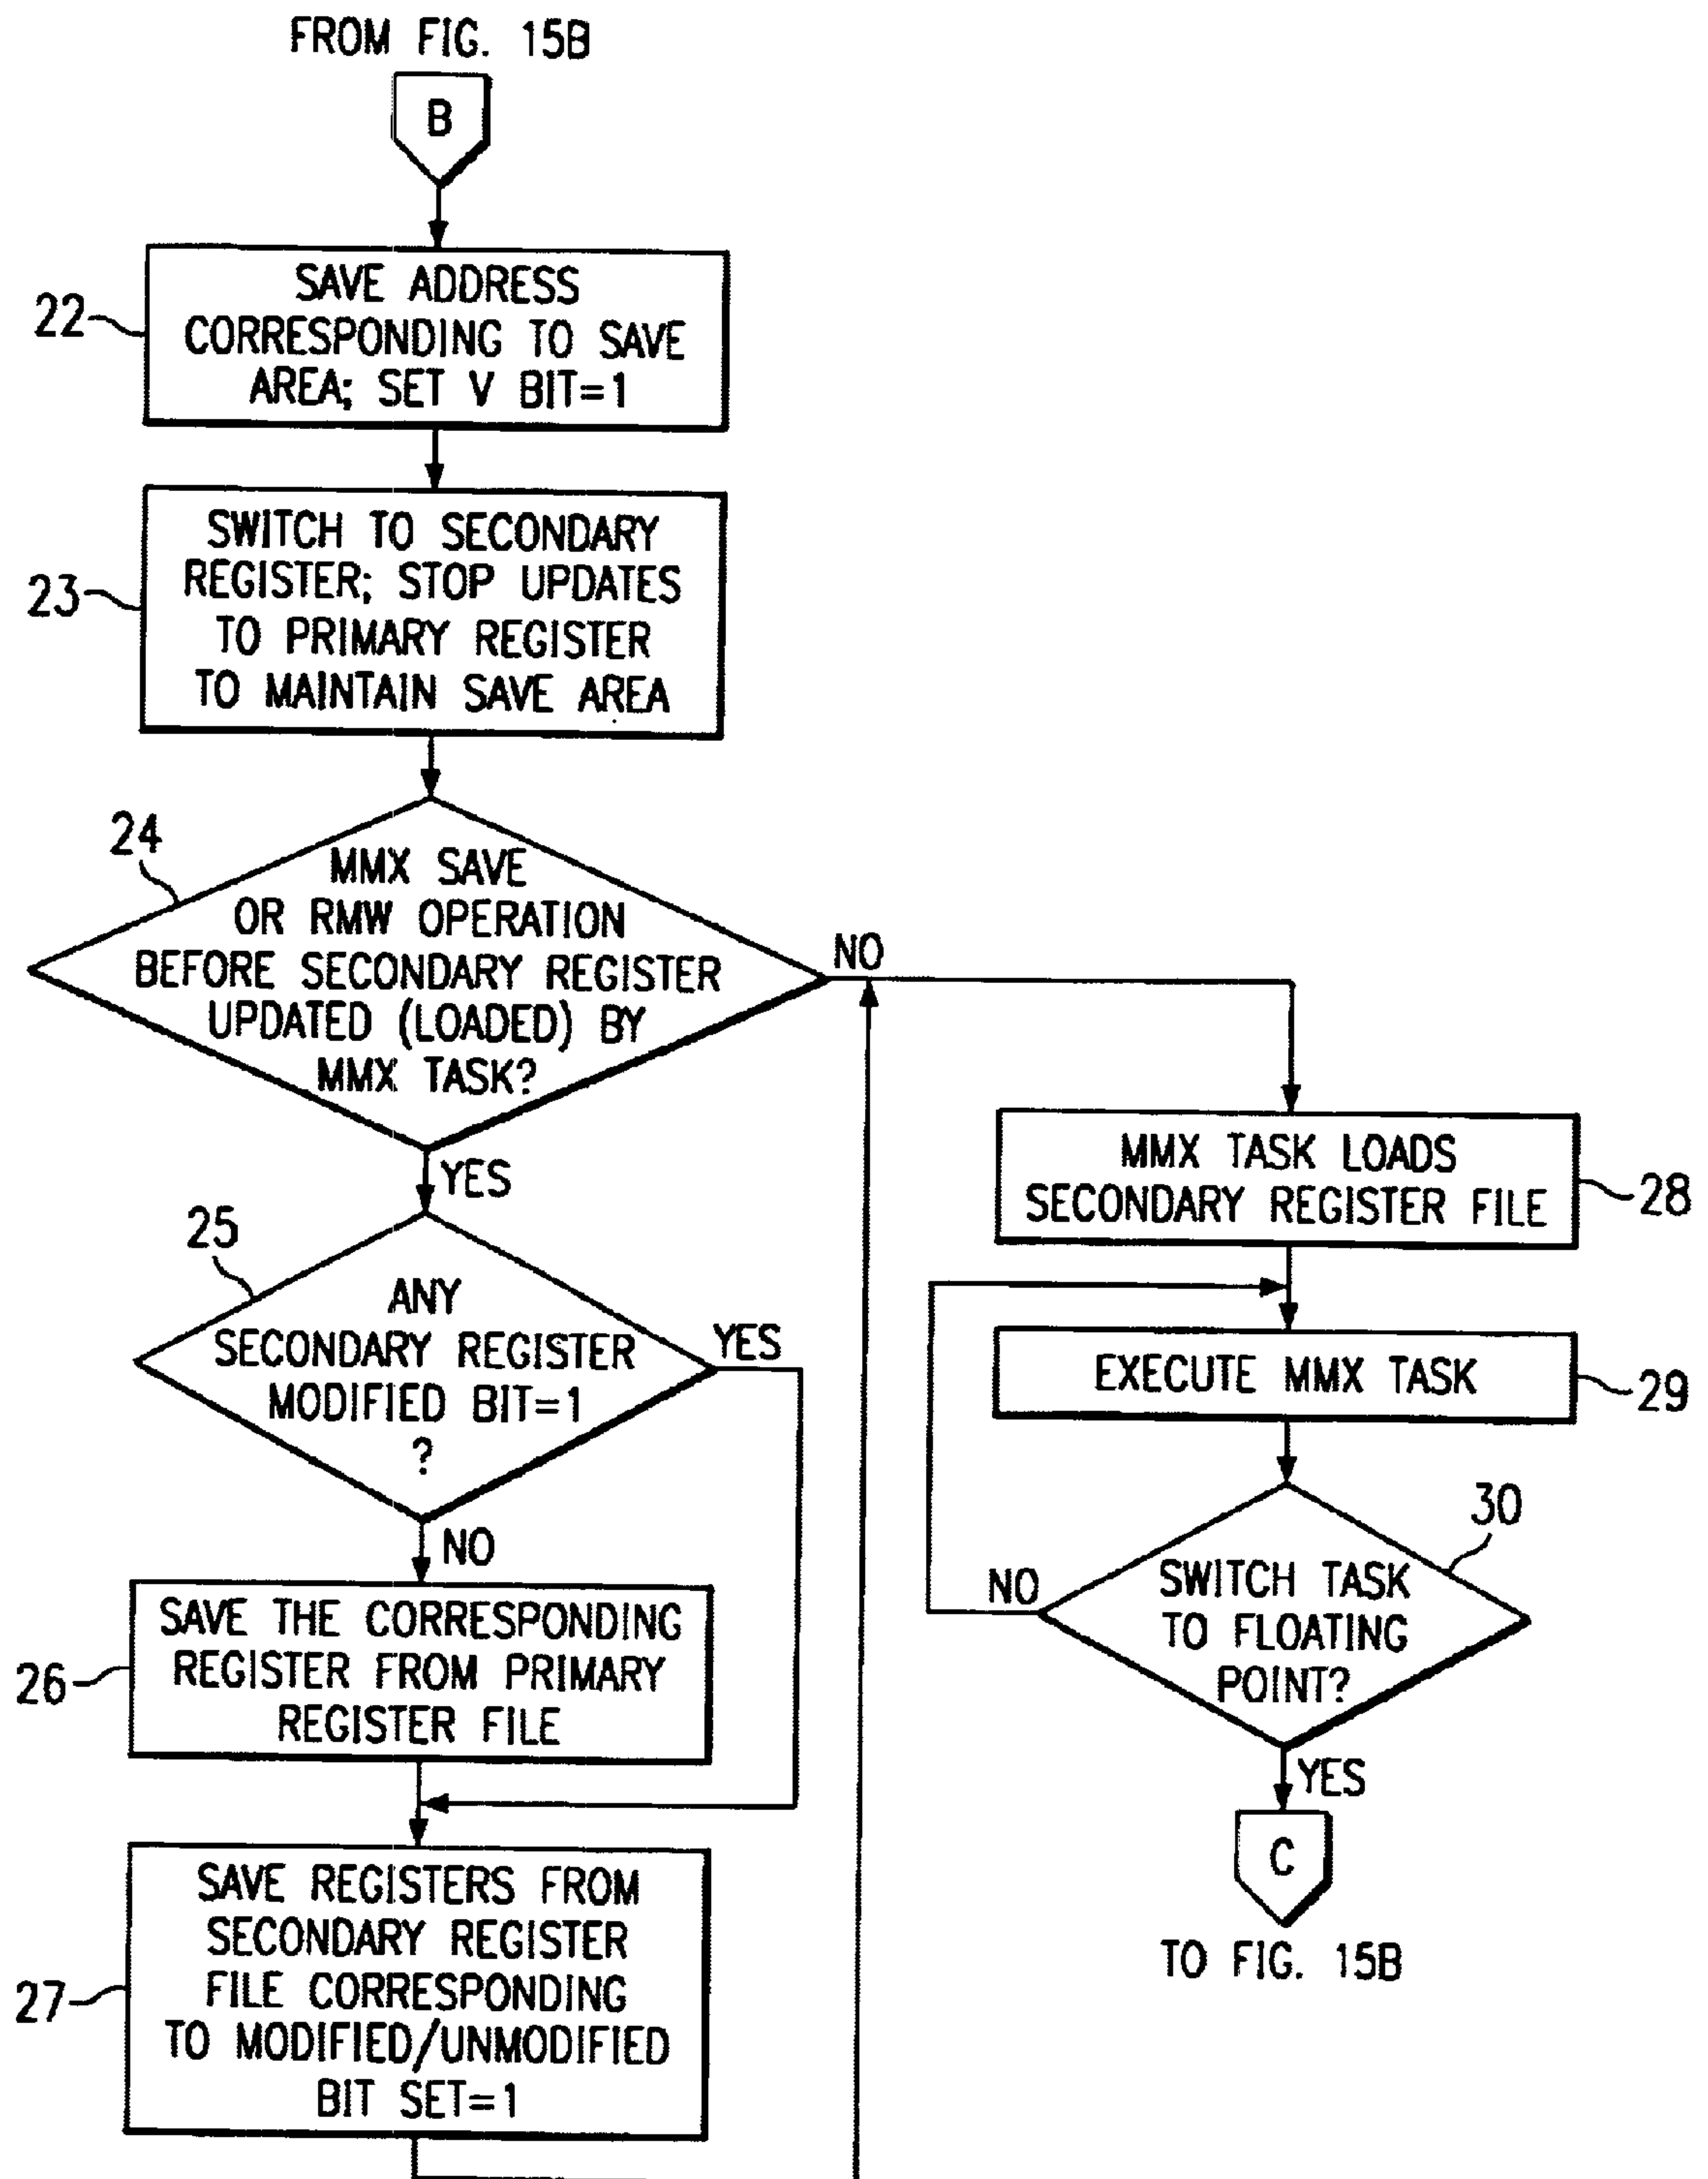 FROM FIG. 15B
B
22
SAVE ADDRESS
CORRESPONDING TO SAVE
AREA; SET V BIT=1
23
SWITCH TO SECONDARY
REGISTER; STOP UPDATES
TO PRIMARY REGISTER
TO MAINTAIN SAVE AREA
24
MMX SAVE
OR RMW OPERATION
BEFORE SECONDARY REGISTER
UPDATED (LOADED) BY
MMX TASK?
NO
YES
25
ANY
SECONDARY REGISTER
MODIFIED BIT=1
?
YES
NO
26
SAVE THE CORRESPONDING
REGISTER FROM PRIMARY
REGISTER FILE
27
SAVE REGISTERS FROM
SECONDARY REGISTER
FILE CORRESPONDING
TO MODIFIED/UNMODIFIED
BIT SET=1
MMX TASK LOADS
SECONDARY REGISTER FILE
28
EXECUTE MMX TASK
29
30
SWITCH TASK
TO FLOATING
POINT?
NO
YES
C
TO FIG. 15B